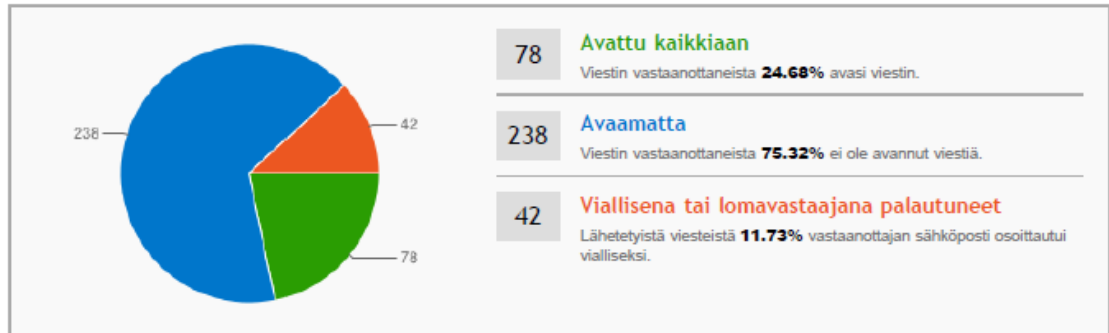 78
Avattu kaikkiaan
Viestin vastaanottaneista 24.68% avasi viestin.
238
Avaamatta
Viestin vastaanottaneista 75.32% ei ole avannut viestiä.
42
Viallisena tai lomavastaajana palautuneet
Lähetetyistä viesteistä 11.73% vastaanottajan sähköposti osoittautui
vialliseksi.
238
42
78